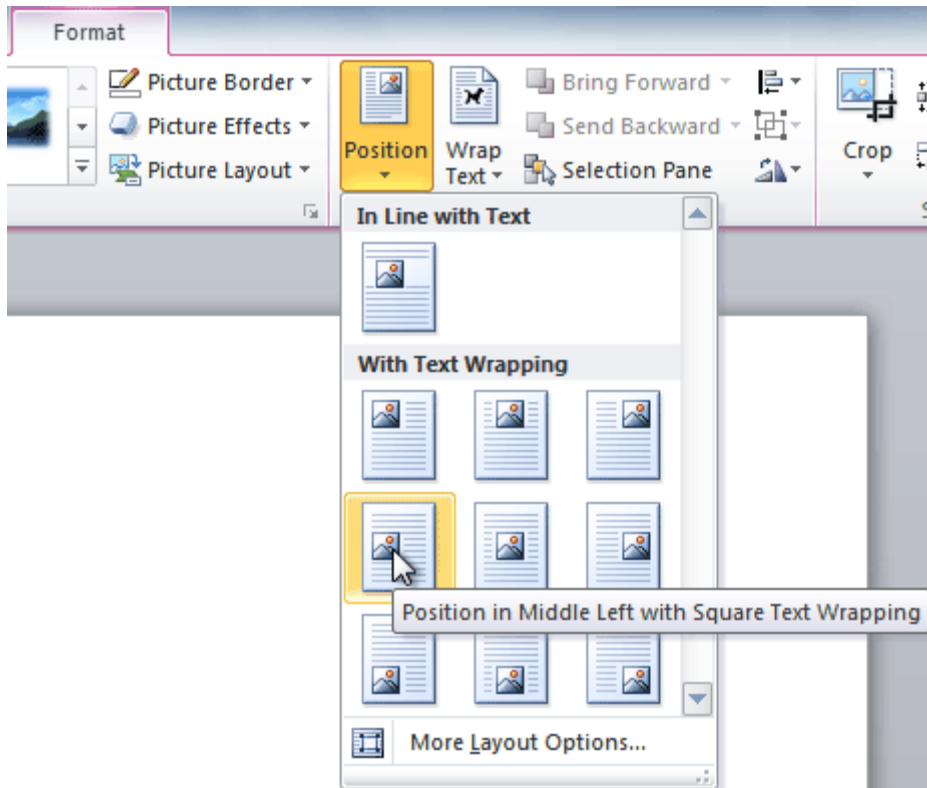 Format
Picture Border
Picture Effects
Picture Layout
Position
Wrap
Text
Bring Forward
Send Backward
Selection Pane
Crop
In Line with Text
With Text Wrapping
Position in Middle Left with Square Text Wrapping
More Layout Options...